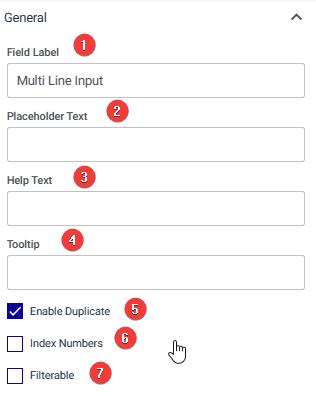 General
Field Label 1
Multi Line Input
Placeholder Text 2
Help Text 3
Tooltip 4
Enable Duplicate 5
Index Numbers 6
Filterable 7